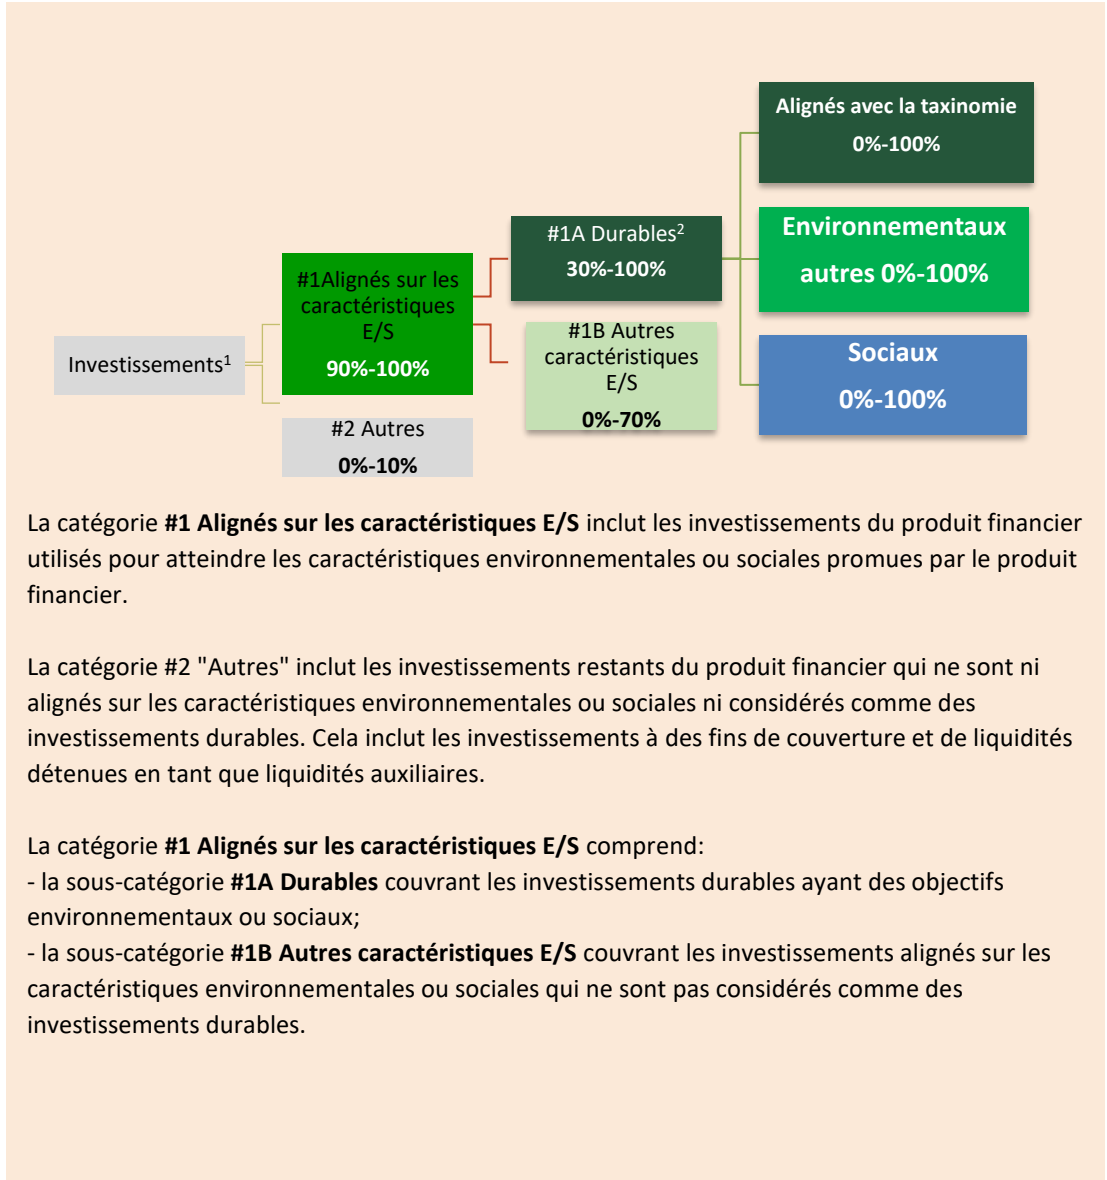 Alignés avec la taxinomie
0%-100%
#1A Durables²
30%-100%
Environnementaux
autres 0%-100%
#1Alignés sur les
caractéristiques
E/S
90%-100%
#1B Autres
caractéristiques
E/S
0%-70%
Sociaux
0%-100%
Investissements¹
#2 Autres
0%-10%
La catégorie #1 Alignés sur les caractéristiques E/S inclut les investissements du produit financier
utilisés pour atteindre les caractéristiques environnementales ou sociales promues par le produit
financier.
La catégorie #2 "Autres" inclut les investissements restants du produit financier qui ne sont ni
alignés sur les caractéristiques environnementales ou sociales ni considérés comme des
investissements durables. Cela inclut les investissements à des fins de couverture et de liquidités
détenues en tant que liquidités auxiliaires.
La catégorie #1 Alignés sur les caractéristiques E/S comprend:
- la sous-catégorie #1A Durables couvrant les investissements durables ayant des objectifs
environnementaux ou sociaux;
- la sous-catégorie #1B Autres caractéristiques E/S couvrant les investissements alignés sur les
caractéristiques environnementales ou sociales qui ne sont pas considérés comme des
investissements durables.